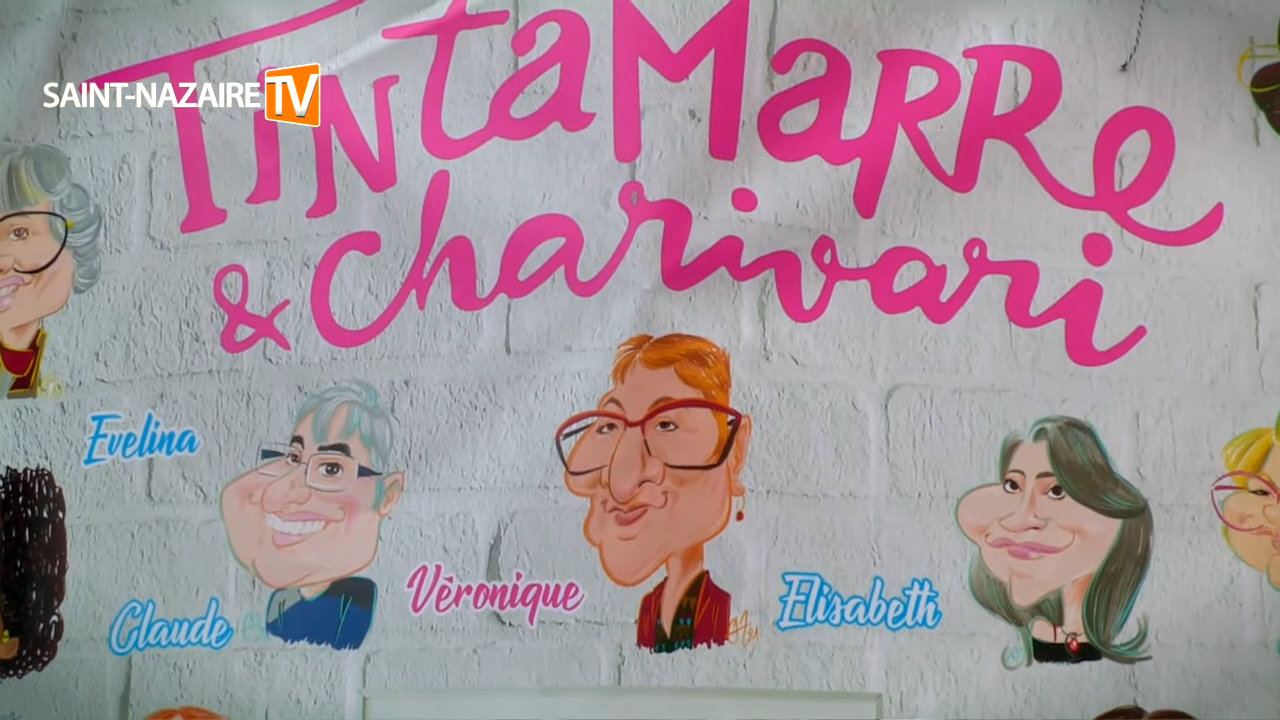 SAINT-NAZAIRE TV
TINtaMaRRe
& charivari
Evelina
Claude
Véronique
Elisabeth